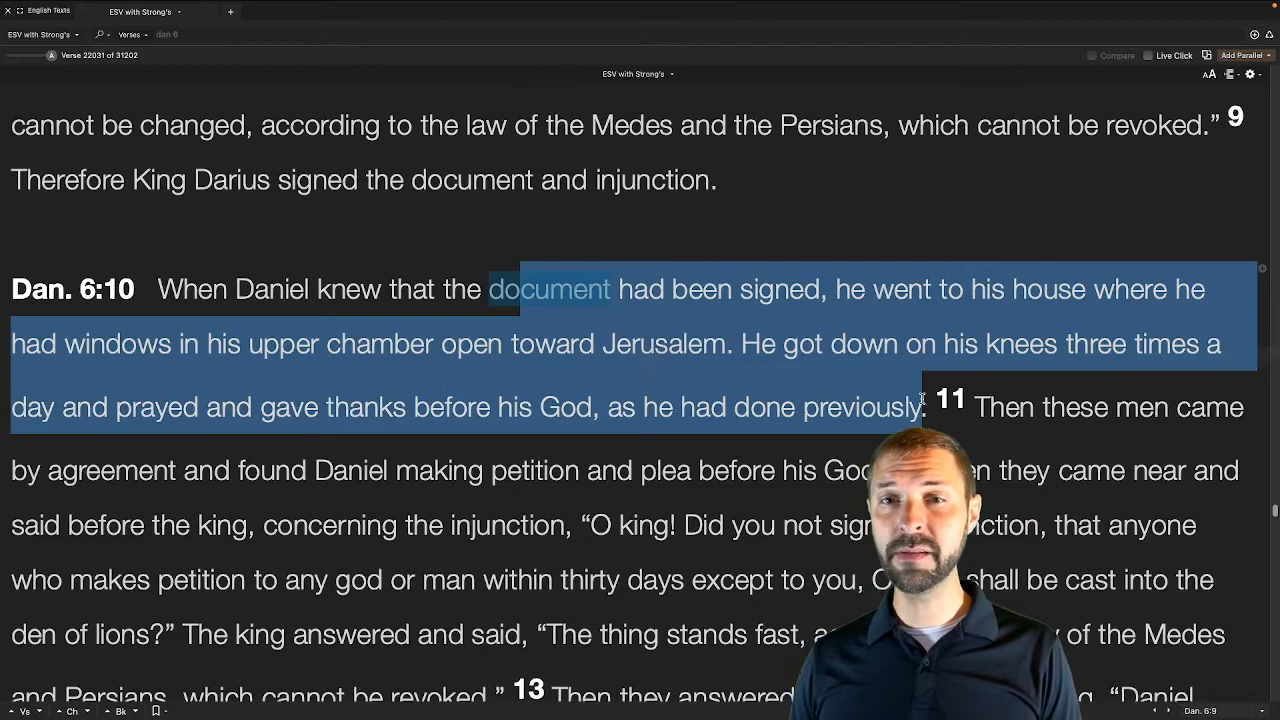 English Texts
ESV with Strong's
ESV with Strong's Verses dan 6
Verse 22031 of 31202 Compare Live Click Add Parallel
ESV with Strong's
cannot be changed, according to the law of the Medes and the Persians, which cannot be revoked.” 9
Therefore King Darius signed the document and injunction.
Dan. 6:10 When Daniel knew that the document had been signed, he went to his house where he
had windows in his upper chamber open toward Jerusalem. He got down on his knees three times a
day and prayed and gave thanks before his God, as he had done previously. 11 Then these men came
by agreement and found Daniel making petition and plea before his they came near and
said before the king, concerning the injunction, “O king! Did you not that anyone
who makes petition to any god or man within thirty days except to you, shall be cast into the
den of lions?” The king answered and said, “The thing stands fast, of the Medes
and Persians, which cannot be revoked.” 13 Then they answered “Daniel
Vs Ch Bk Dan. 6:9